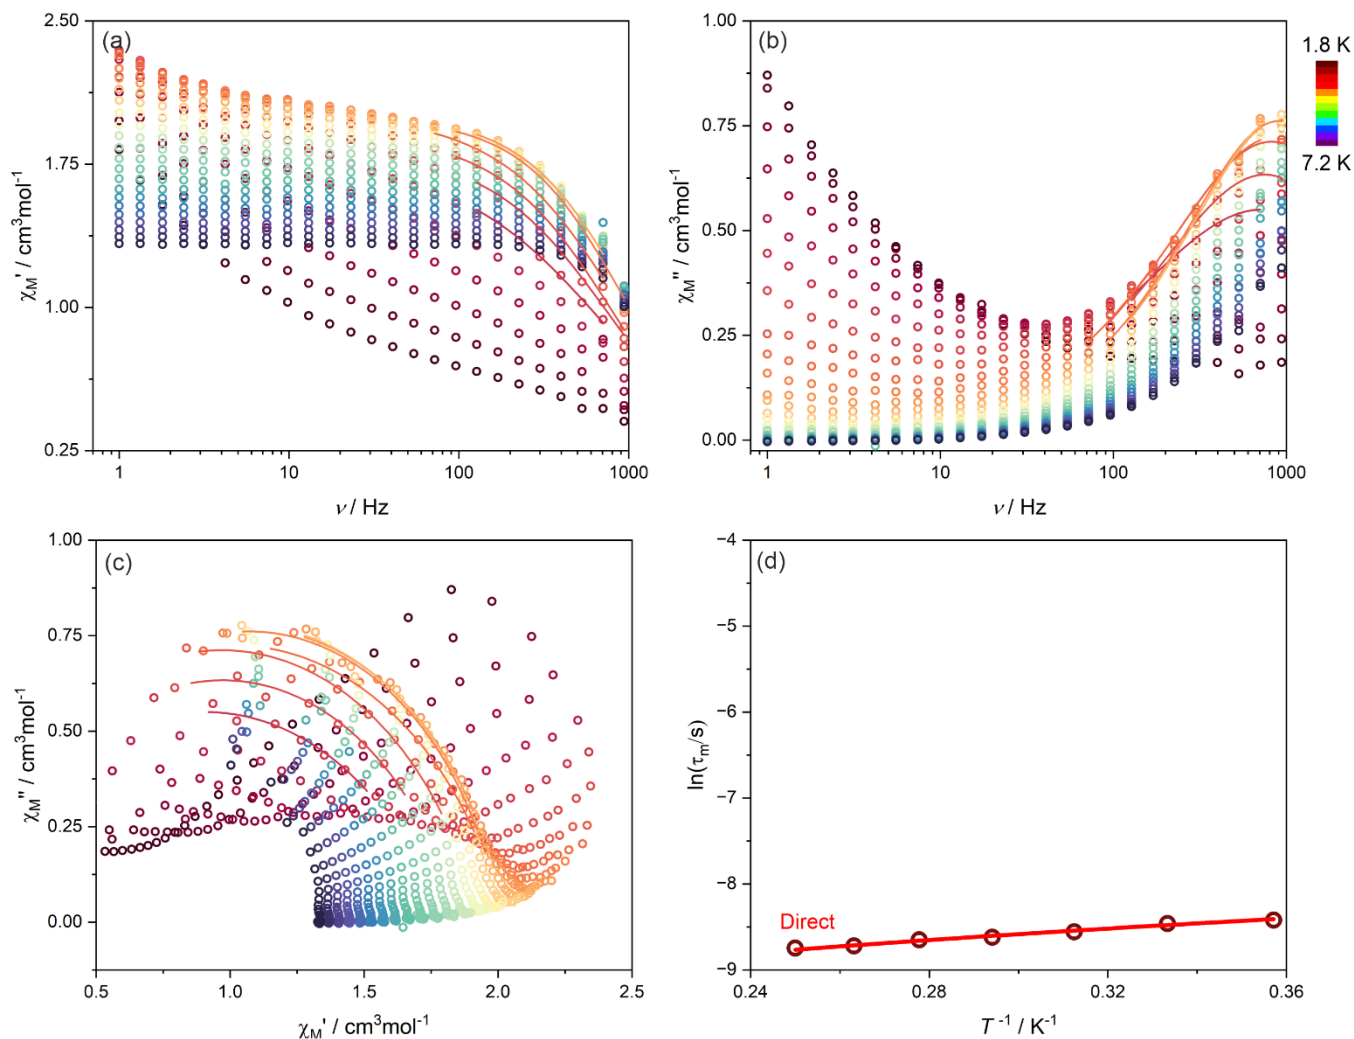 (a)
2.50
1.75
1.00
0.25
χM' / cm³mol⁻¹
1 10 100 1000
ν / Hz
(b)
1.00
0.75
0.50
0.25
0.00
χM'' / cm³mol⁻¹
1 10 100 1000
ν / Hz
1.8 K
7.2 K
(c)
1.00
0.75
0.50
0.25
0.00
χM'' / cm³mol⁻¹
0.5 1.0 1.5 2.0 2.5
χM' / cm³mol⁻¹
(d)
−4
−5
−6
−7
−8
−9
ln(τm/s)
Direct
0.24 0.28 0.32 0.36
T ⁻¹ / K⁻¹